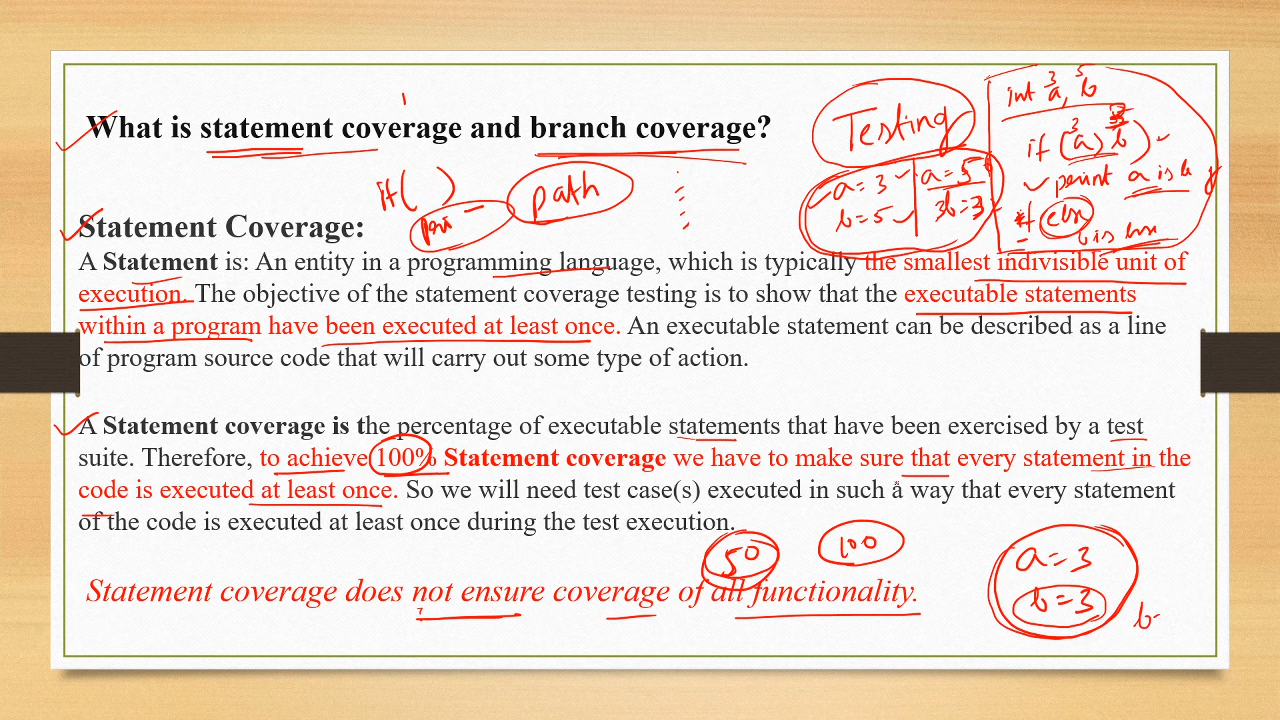 What is statement coverage and branch coverage?
Testing
int a, b
3 5
if (a> b)
3
print a is big
else
b is
a = 3
b = 5
a = 5
b = 3
if( )
path
Statement Coverage:
A Statement is: An entity in a programming language, which is typically the smallest indivisible unit of
execution. The objective of the statement coverage testing is to show that the executable statements
within a program have been executed at least once. An executable statement can be described as a line
of program source code that will carry out some type of action.
A Statement coverage is the percentage of executable statements that have been exercised by a test
suite. Therefore, to achieve 100% Statement coverage we have to make sure that every statement in the
code is executed at least once. So we will need test case(s) executed in such a way that every statement
of the code is executed at least once during the test execution.
50
100
Statement coverage does not ensure coverage of all functionality.
a = 3
b = 3
b